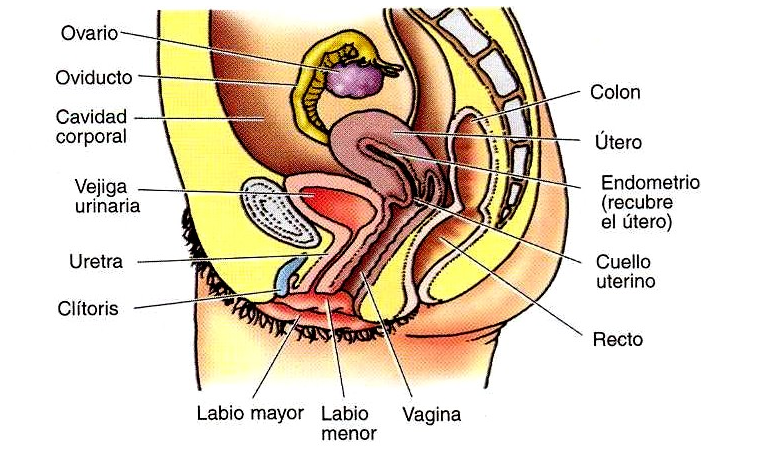 Ovario
Oviducto
Cavidad
corporal
Vejiga
urinaria
Uretra
Clítoris
Labio mayor
Labio
menor
Vagina
Colon
Útero
Endometrio
(recubre
el útero)
Cuello
uterino
Recto